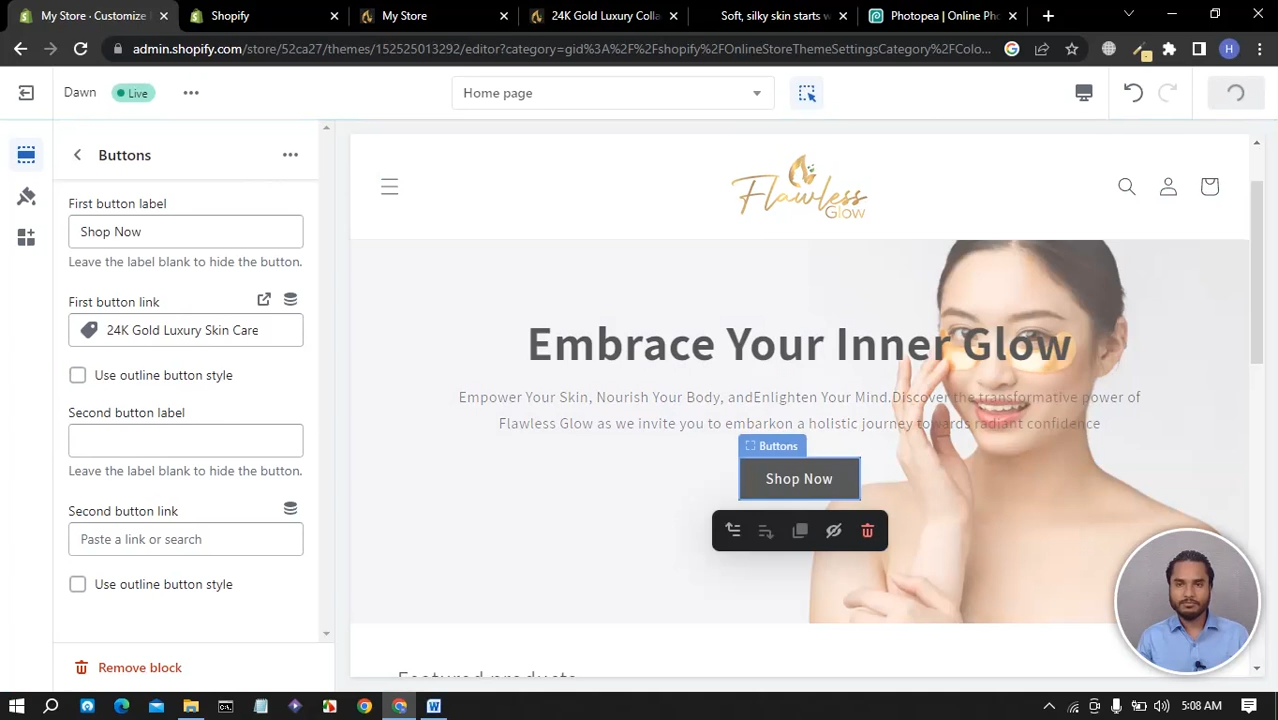 My Store - Customize
Shopify
My Store
24K Gold Luxury Colla
Soft, silky skin starts w
Photopea | Online Pho
admin.shopify.com/store/52ca27/themes/152525013292/editor?category=gid%3A%2F%2Fshopify%2FOnlineStoreThemeSettingsCategory%2FColo...
H
Dawn
Live
Home page
Buttons
First button label
Shop Now
Leave the label blank to hide the button.
First button link
24K Gold Luxury Skin Care
Use outline button style
Second button label
Leave the label blank to hide the button.
Second button link
Paste a link or search
Use outline button style
Remove block
Flawless
Glow
Embrace Your Inner Glow
Empower Your Skin, Nourish Your Body, andEnlighten Your Mind.Discover the transformative power of
Flawless Glow as we invite you to embarkon a holistic journey towards radiant confidence
Buttons
Shop Now
Featured products
5:08 AM